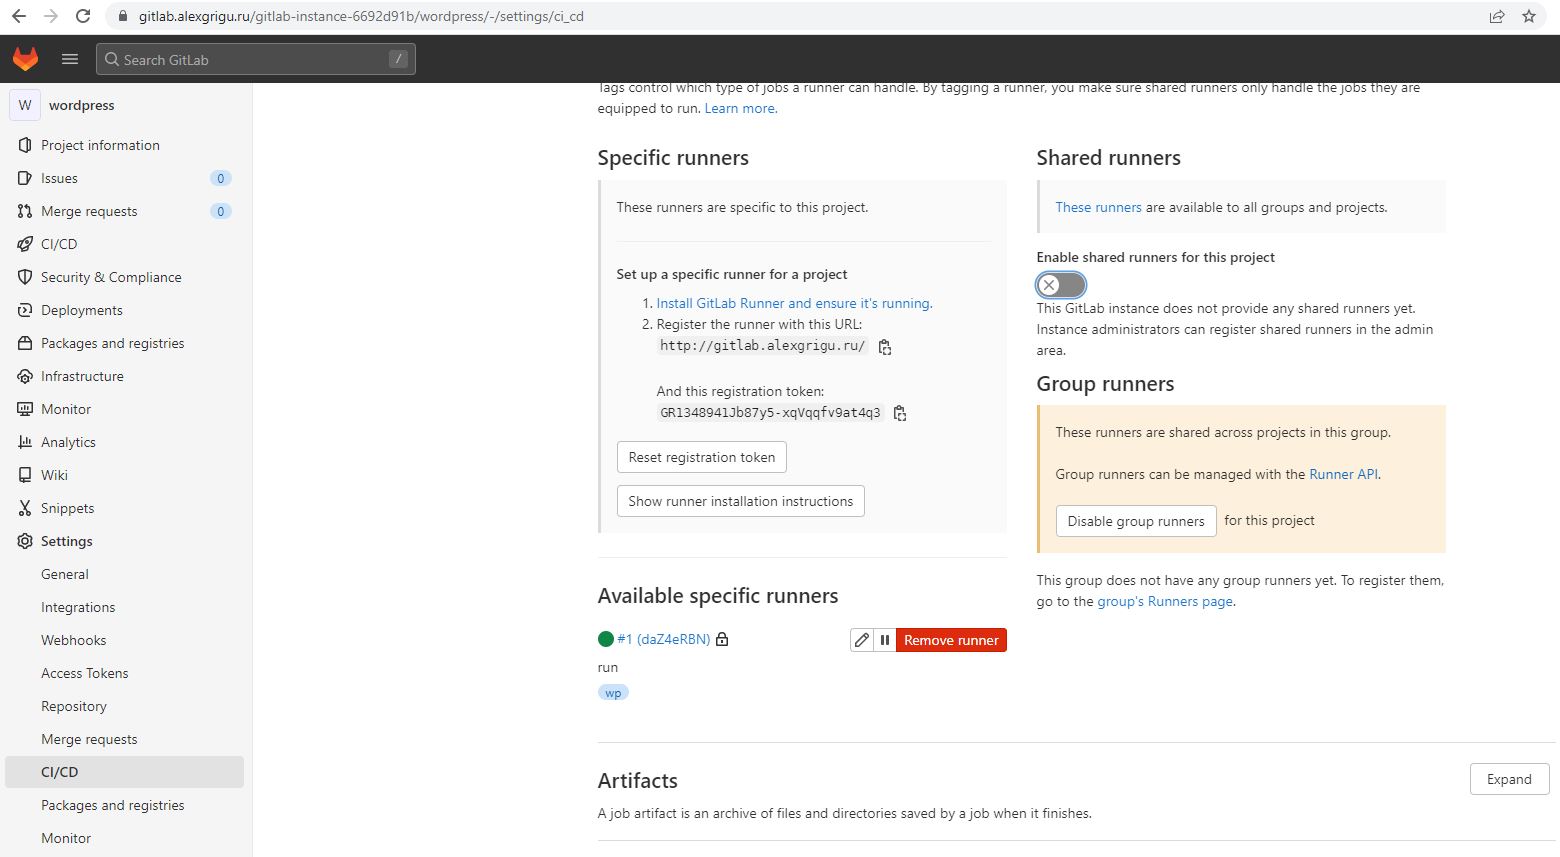 gitlab.alexgrigu.ru/gitlab-instance-6692d91b/wordpress/-/settings/ci_cd
Search GitLab
/
W
wordpress
Project information
Issues
0
Merge requests
0
CI/CD
Security & Compliance
Deployments
Packages and registries
Infrastructure
Monitor
Analytics
Wiki
Snippets
Settings
General
Integrations
Webhooks
Access Tokens
Repository
Merge requests
CI/CD
Packages and registries
Monitor
Tags control which type of jobs a runner can handle. By tagging a runner, you make sure shared runners only handle the jobs they are
equipped to run. Learn more.
Specific runners
These runners are specific to this project.
Set up a specific runner for a project
1. Install GitLab Runner and ensure it's running.
2. Register the runner with this URL:
http://gitlab.alexgrigu.ru/
And this registration token:
GR1348941Jb87y5-xqVqqfv9at4q3
Reset registration token
Show runner installation instructions
Available specific runners
#1 (daZ4eRBN)
Remove runner
run
wp
Shared runners
These runners are available to all groups and projects.
Enable shared runners for this project
This GitLab instance does not provide any shared runners yet.
Instance administrators can register shared runners in the admin
area.
Group runners
These runners are shared across projects in this group.
Group runners can be managed with the Runner API.
Disable group runners for this project
This group does not have any group runners yet. To register them,
go to the group's Runners page.
Artifacts
Expand
A job artifact is an archive of files and directories saved by a job when it finishes.